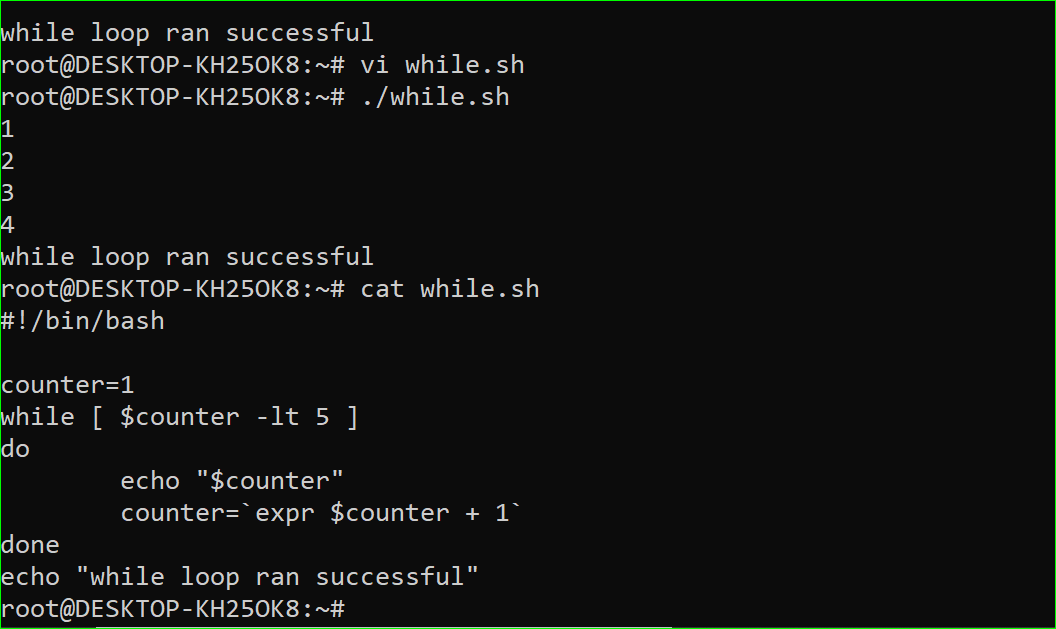 while loop ran successful
root@DESKTOP-KH25OK8:~# vi while.sh
root@DESKTOP-KH25OK8:~# ./while.sh
1
2
3
4
while loop ran successful
root@DESKTOP-KH25OK8:~# cat while.sh
#!/bin/bash

counter=1
while [ $counter -lt 5 ]
do
        echo "$counter"
        counter=`expr $counter + 1`
done
echo "while loop ran successful"
root@DESKTOP-KH25OK8:~#